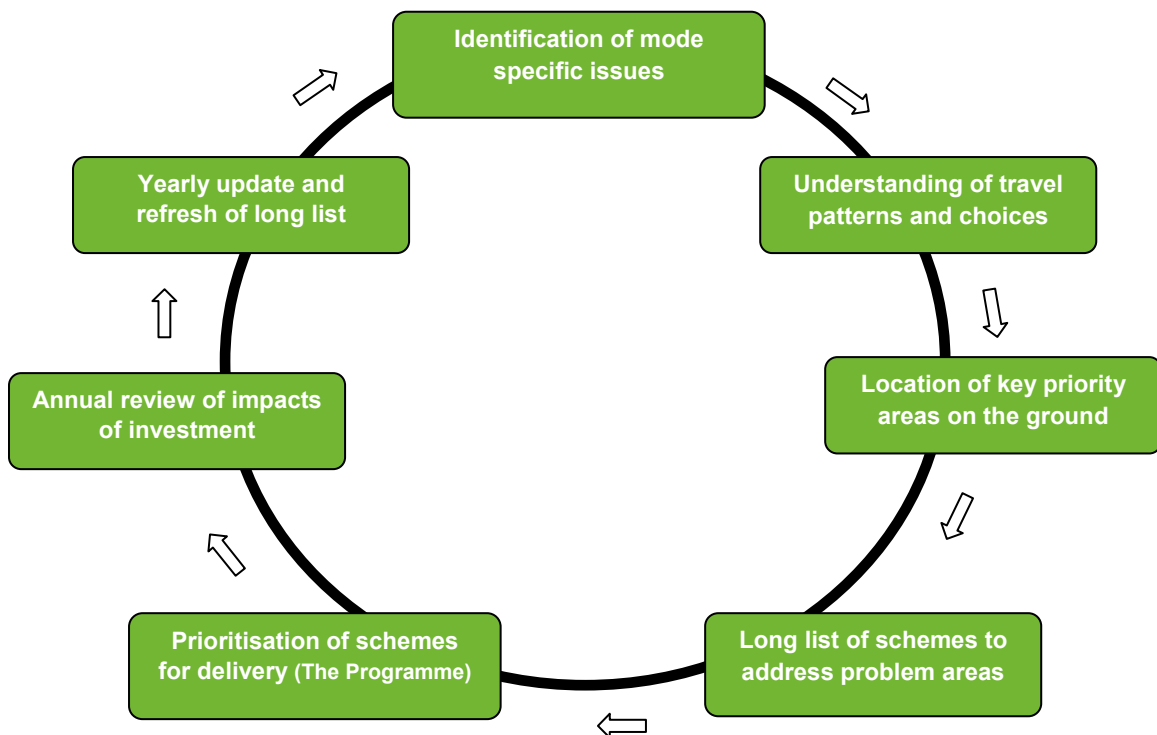 Identification of mode
specific issues
Understanding of travel
patterns and choices
Location of key priority
areas on the ground
Long list of schemes to
address problem areas
Prioritisation of schemes
for delivery (The Programme)
Annual review of impacts
of investment
Yearly update and
refresh of long list